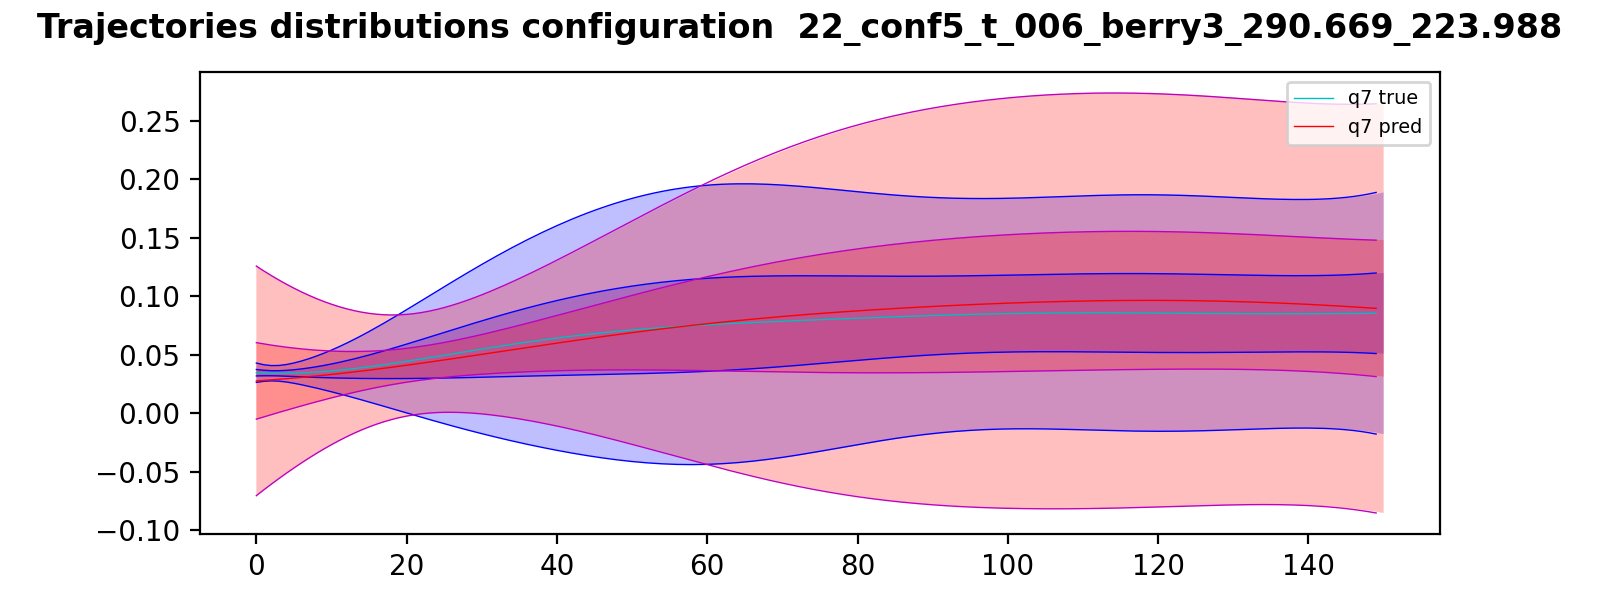 Trajectories distributions configuration  22_conf5_t_006_berry3_290.669_223.988
q7 true
q7 pred
0.25
0.20
0.15
0.10
0.05
0.00
−0.05
−0.10
0 20 40 60 80 100 120 140